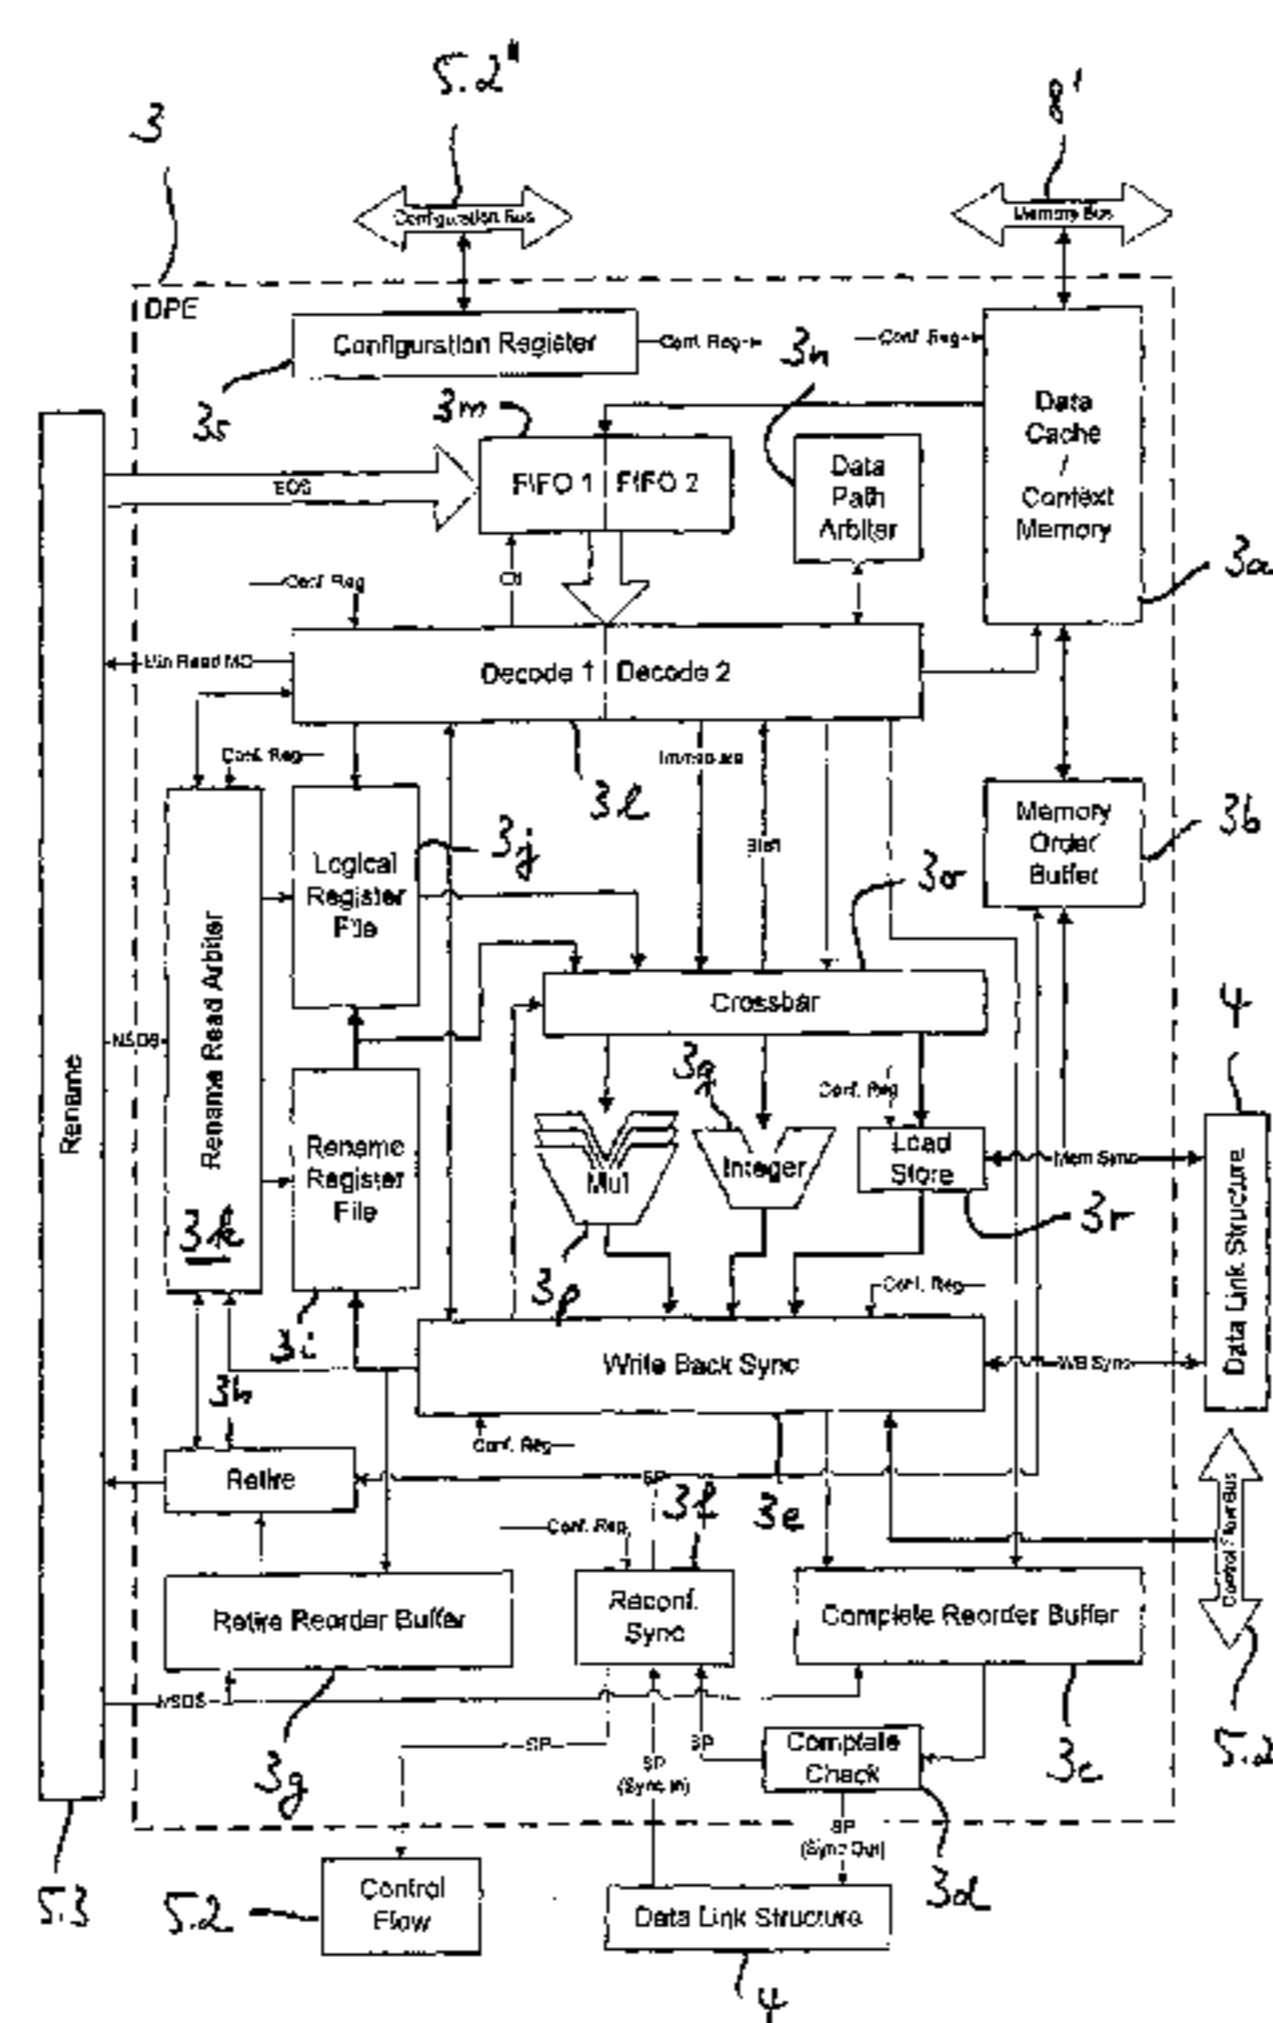 5.2"
8'
3
Configuration Bus
Memory Bus
DPE
Configuration Register
Conf. Reg
Conf. Reg
3s
3m
3n
Data
Cache
/
Context
Memory
FIFO 1
FIFO 2
Data
Path
Arbiter
3a
Conf. Reg
Ctl
Decode 1
Decode 2
Conf. Reg
3l
3j
Memory
Order
Buffer
3b
Logical
Register
File
3o
Crossbar
4
NSDS
Rename
Rename Read Arbiter
3k
Rename
Register
File
3q
Conf. Reg
Mul
Integer
Load
Store
Mem Sync
3r
Data Link Structure
3p
3i
Conf. Reg
Write Back Sync
WB Sync
3h
Conf. Reg
3e
Retire
SP
3f
Conf. Reg
Control Flow Bus
Retire Reorder Buffer
Reconf.
Sync
Complete Reorder Buffer
NSDS
3g
SP
SP
(Sync In)
SP
Complete
Check
3c
SP
(Sync Out)
3d
5.3
5.2
Control
Flow
Data Link Structure
4